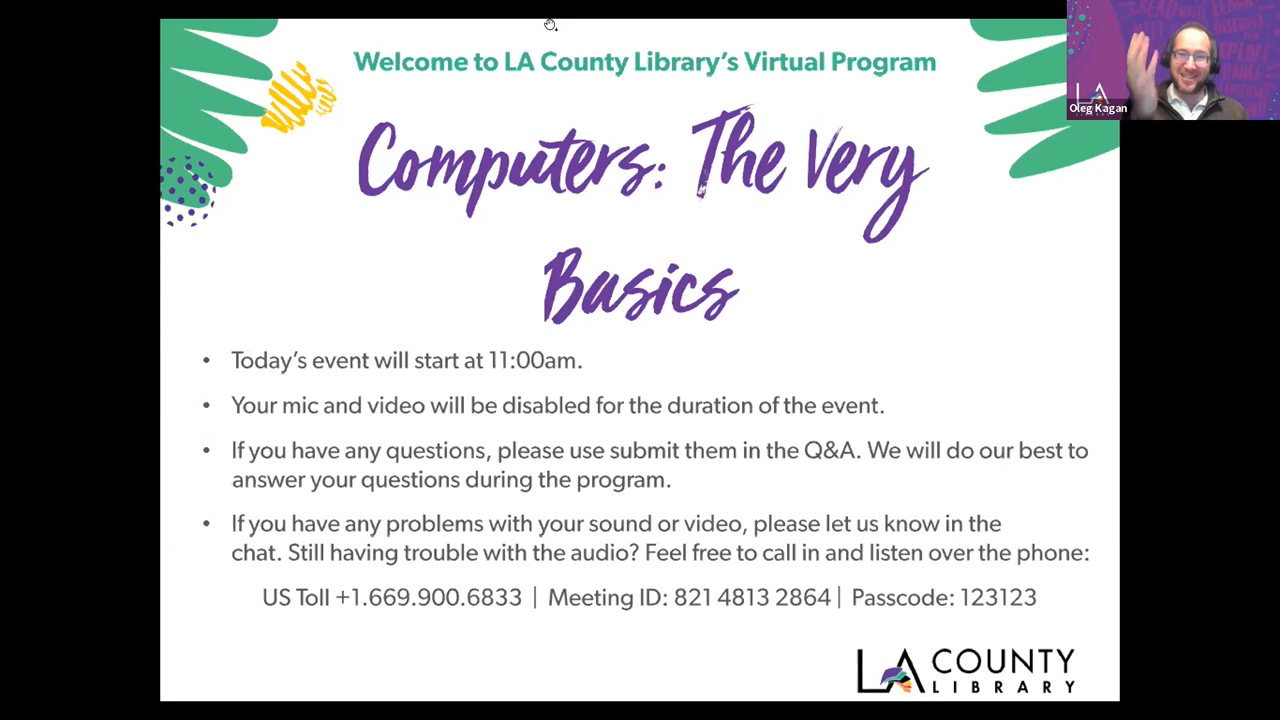 Welcome to LA County Library's Virtual Program
Computers: The Very
Basics
• Today's event will start at 11:00am.
• Your mic and video will be disabled for the duration of the event.
• If you have any questions, please use submit them in the Q&A. We will do our best to
answer your questions during the program.
• If you have any problems with your sound or video, please let us know in the
chat. Still having trouble with the audio? Feel free to call in and listen over the phone:
US Toll +1.669.900.6833 | Meeting ID: 821 4813 2864 | Passcode: 123123
LA COUNTY
LIBRARY
LA
Oleg Kagan